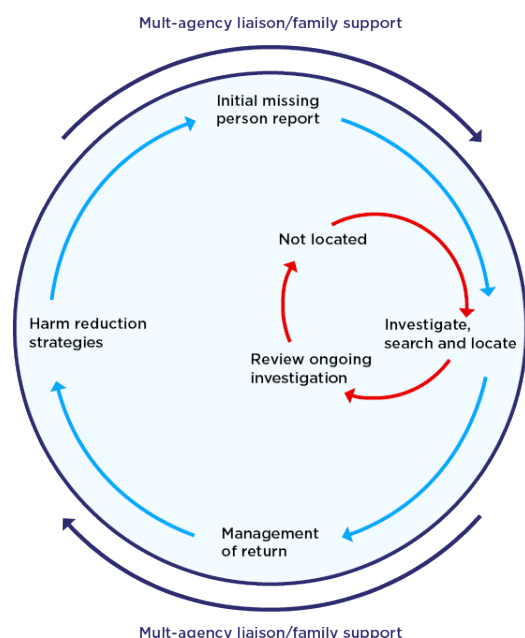 Mult-agency liaison/family support
Initial missing
person report
Not located
Harm reduction
strategies
Investigate,
search and locate
Review ongoing
investigation
Management
of return
Mult-agency liaison/family support